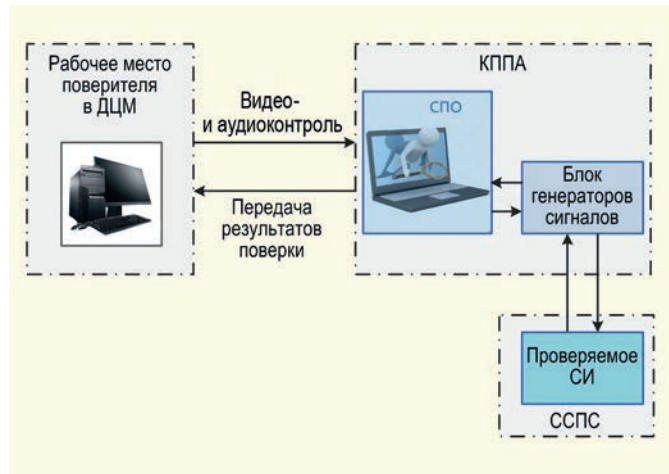 Рабочее место
поверителя
в ДЦМ
Видео-
и аудиоконтроль
Передача
результатов
поверки
КППА
СПО
Блок
генераторов
сигналов
Проверяемое
СИ
ССПС